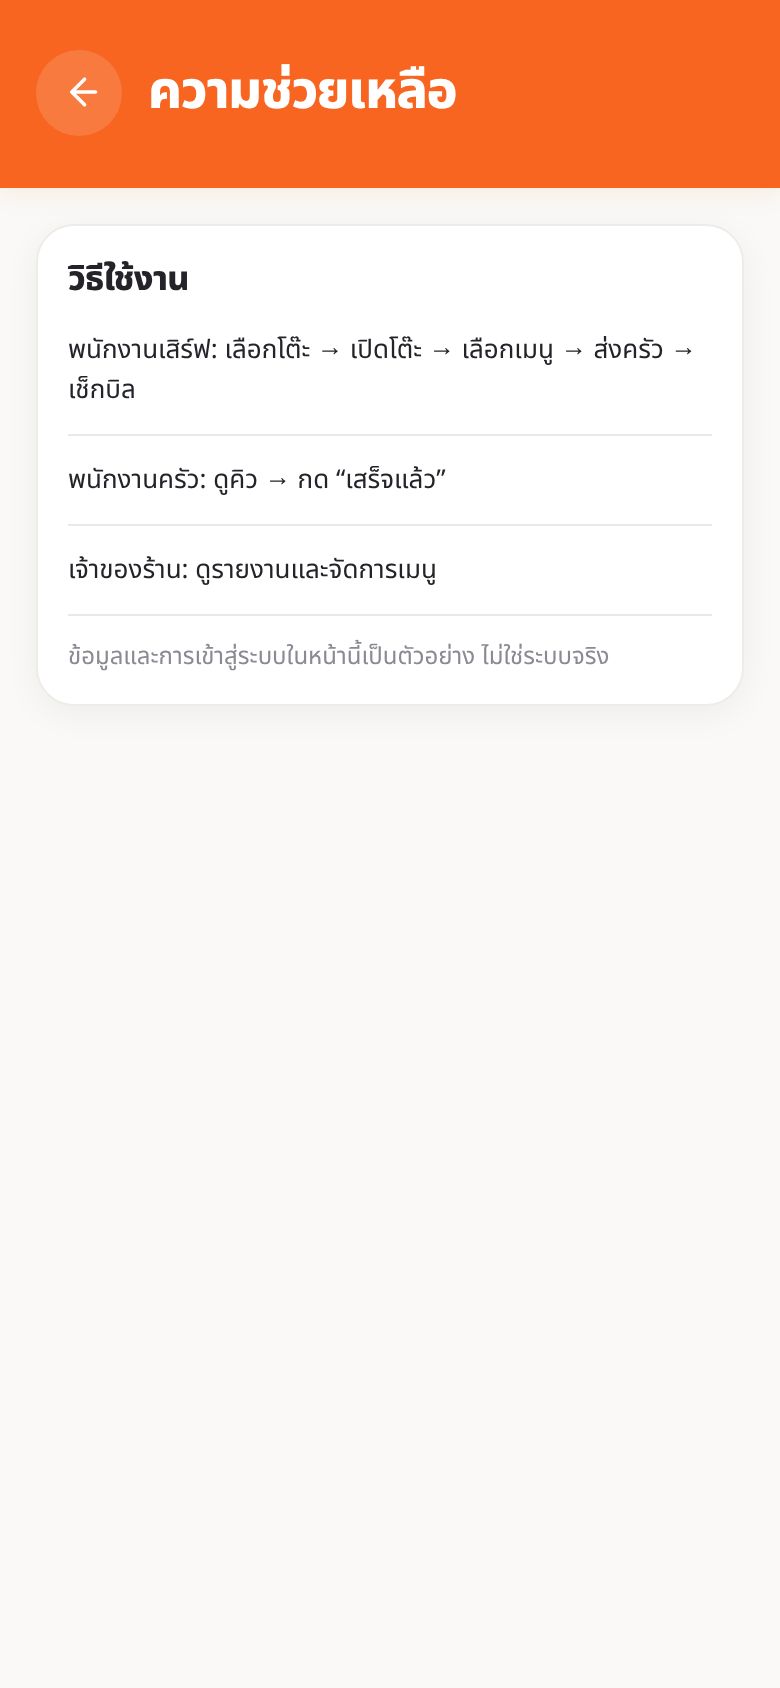 ความช่วยเหลือ
วิธีใช้งาน
พนักงานเสิร์ฟ: เลือกโต๊ะ → เปิดโต๊ะ → เลือกเมนู → ส่งครัว →
เช็กบิล
พนักงานครัว: ดูคิว → กด “เสร็จแล้ว”
เจ้าของร้าน: ดูรายงานและจัดการเมนู
ข้อมูลและการเข้าสู่ระบบในหน้านี้เป็นตัวอย่าง ไม่ใช่ระบบจริง